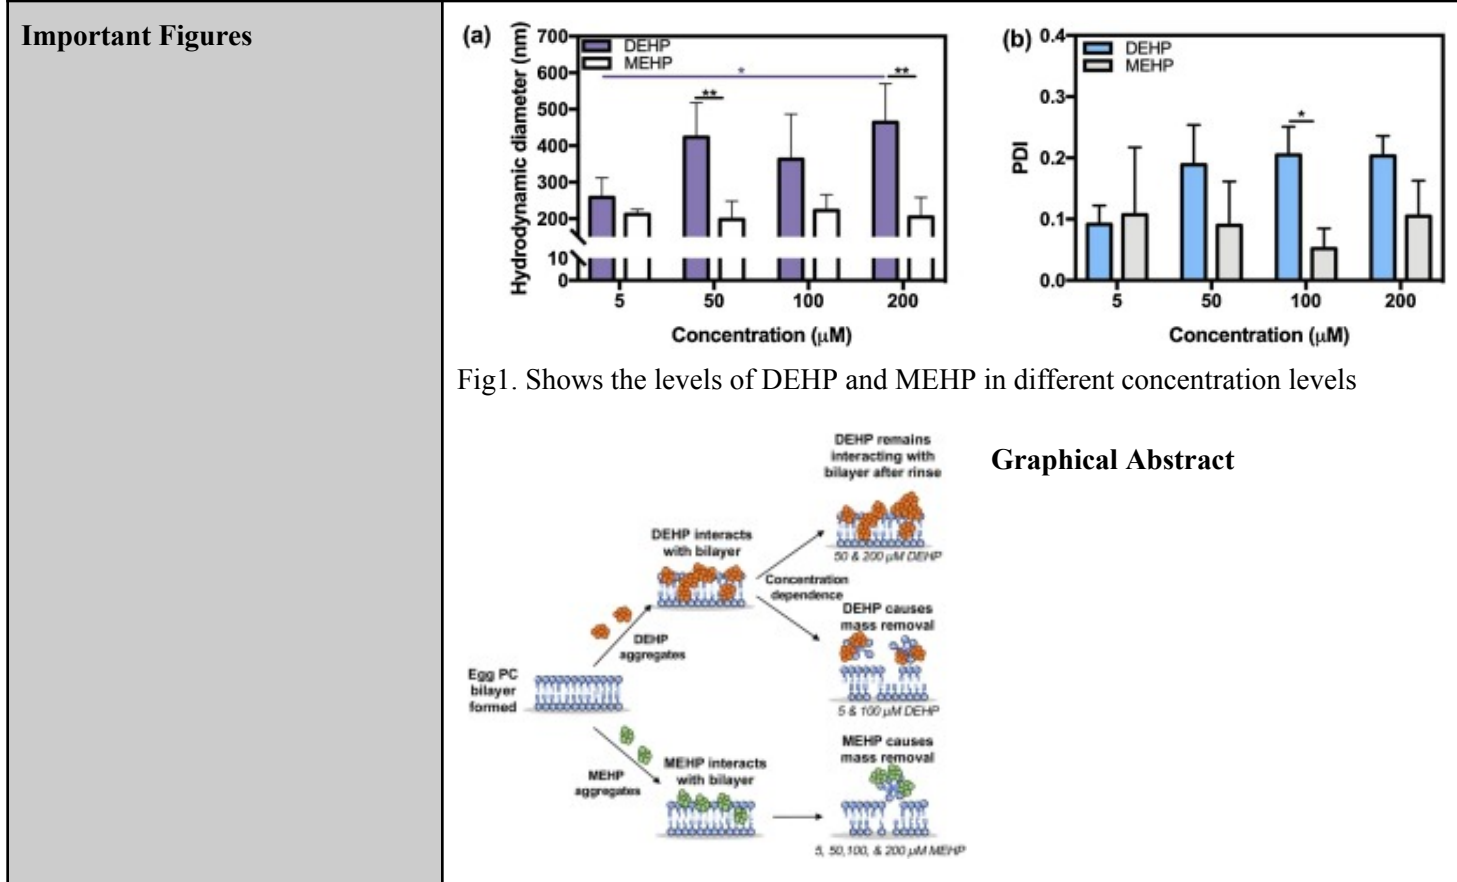 Important Figures
(a)
Hydrodynamic diameter (nm)
700
600
500
400
300
200
10
0
DEHP
MEHP
*
**
**
5 50 100 200
Concentration (μM)
(b)
PDI
0.4
0.3
0.2
0.1
0.0
DEHP
MEHP
*
5 50 100 200
Concentration (μM)
Fig1. Shows the levels of DEHP and MEHP in different concentration levels
Graphical Abstract
DEHP remains
interacting with
bilayer after rinse
50 & 200 μM DEHP
DEHP interacts
with bilayer
Concentration
dependence
DEHP causes
mass removal
5 & 100 μM DEHP
DEHP
aggregates
Egg PC
bilayer
formed
MEHP
aggregates
MEHP interacts
with bilayer
MEHP causes
mass removal
5, 50,100, & 200 μM MEHP